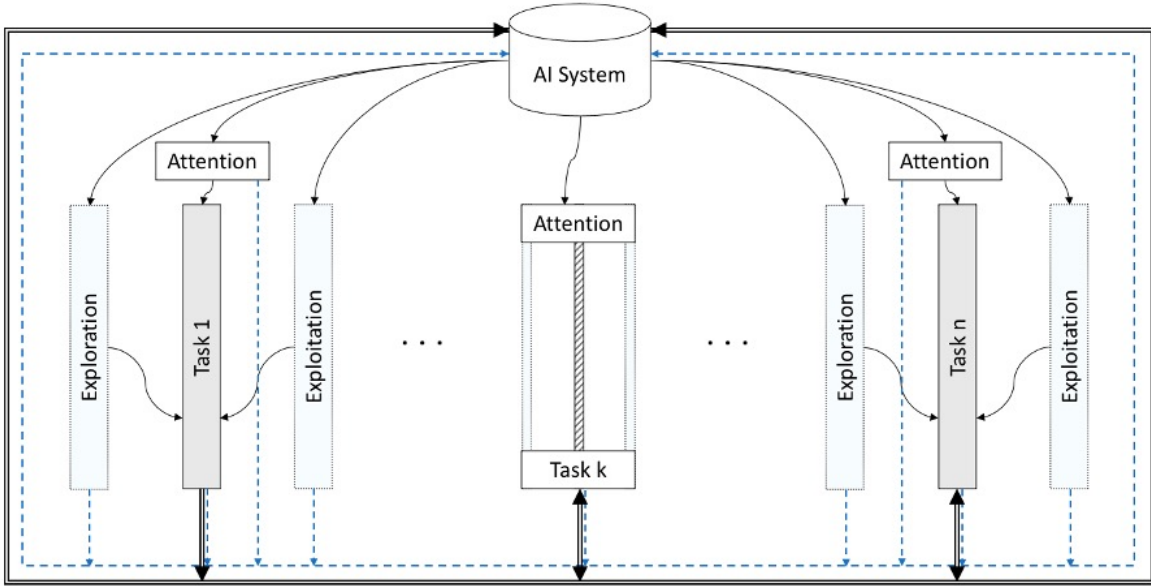 AI System
Attention
Attention
Attention
Exploration
Task 1
Exploitation
. . .
. . .
Exploration
Task n
Exploitation
Task k